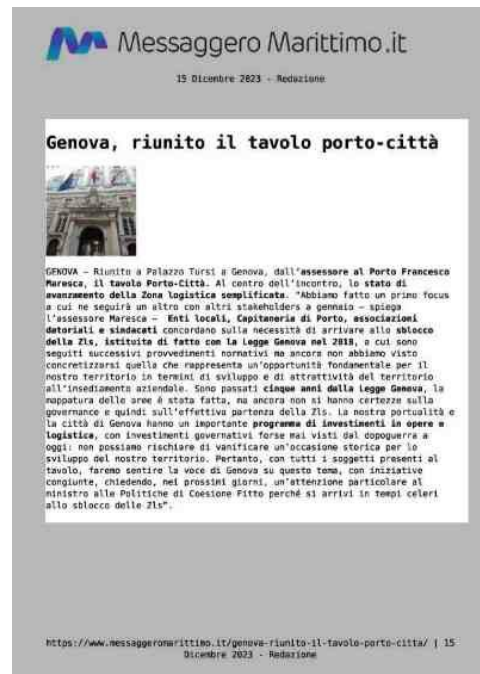 Messaggero Marittimo.it
15 Dicembre 2023 - Redazione
Genova, riunito il tavolo porto-città
GENOVA – Riunito a Palazzo Tursi a Genova, dall'assessore al Porto Francesco
Maresca, il tavolo Porto-Città. Al centro dell'incontro, lo stato di
avanzamento della Zona logistica semplificata. "Abbiamo fatto un primo focus
a cui ne seguirà un altro con altri stakeholders a gennaio – spiega
l'assessore Maresca – Enti locali, Capitaneria di Porto, associazioni
datoriali e sindacati concordano sulla necessità di arrivare allo sblocco
della Zls, istituita di fatto con la Legge Genova nel 2018, a cui sono
seguiti successivi provvedimenti normativi ma ancora non abbiamo visto
concretizzarsi quella che rappresenta un'opportunità fondamentale per il
nostro territorio in termini di sviluppo e di attrattività del territorio
all'insediamento aziendale. Sono passati cinque anni dalla Legge Genova, la
mappatura delle aree è stata fatta, ma ancora non si hanno certezze sulla
governance e quindi sull'effettiva partenza della Zls. La nostra portualità e
la città di Genova hanno un importante programma di investimenti in opere e
logistica, con investimenti governativi forse mai visti dal dopoguerra a
oggi: non possiamo rischiare di vanificare un'occasione storica per lo
sviluppo del nostro territorio. Pertanto, con tutti i soggetti presenti al
tavolo, faremo sentire la voce di Genova su questo tema, con iniziative
congiunte, chiedendo, nei prossimi giorni, un'attenzione particolare al
ministro alle Politiche di Coesione Fitto perché si arrivi in tempi celeri
allo sblocco delle Zls".
https://www.messaggeromarittimo.it/genova-riunito-il-tavolo-porto-citta/ | 15
Dicembre 2023 - Redazione